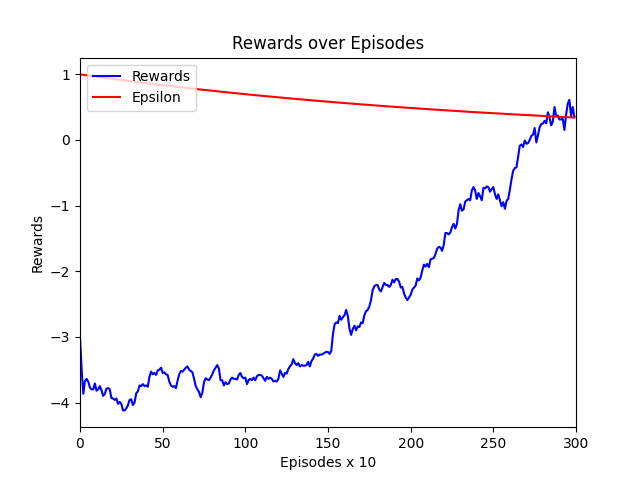 Rewards over Episodes
Rewards
Epsilon
1
0
−1
−2
−3
−4
Rewards
0 50 100 150 200 250 300
Episodes x 10